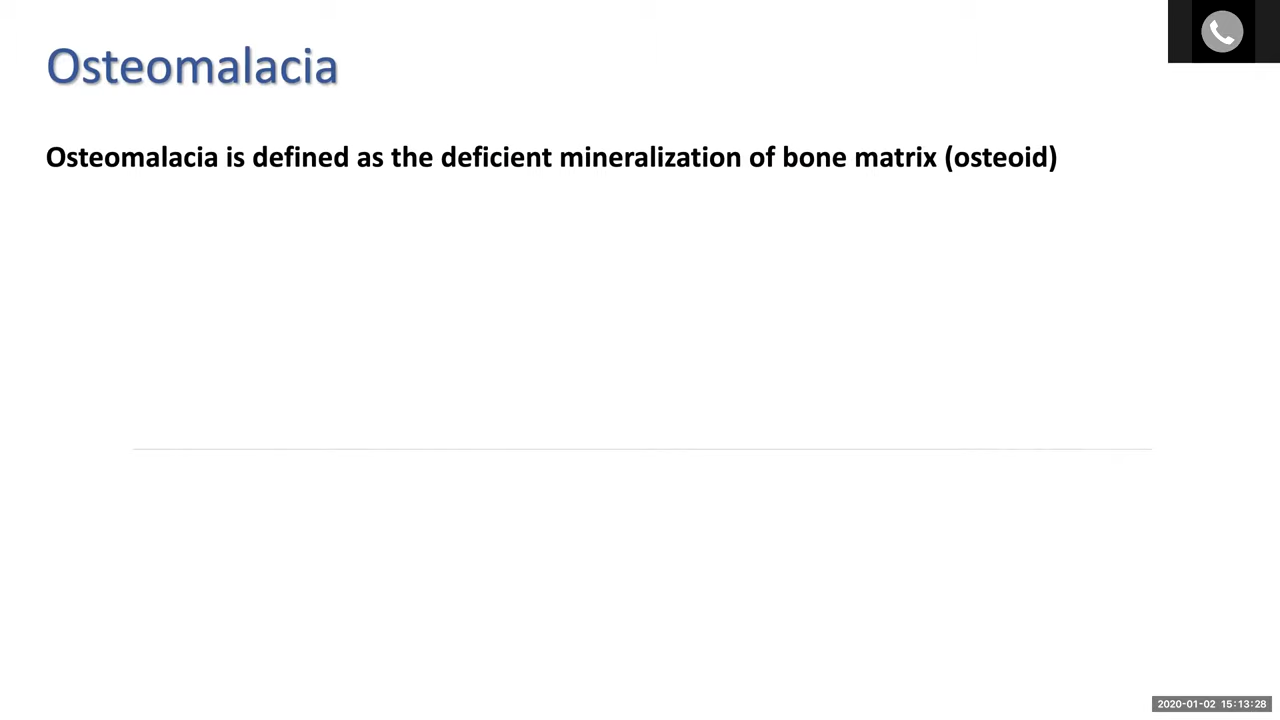 Osteomalacia
Osteomalacia is defined as the deficient mineralization of bone matrix (osteoid)
2020-01-02 15:13:28